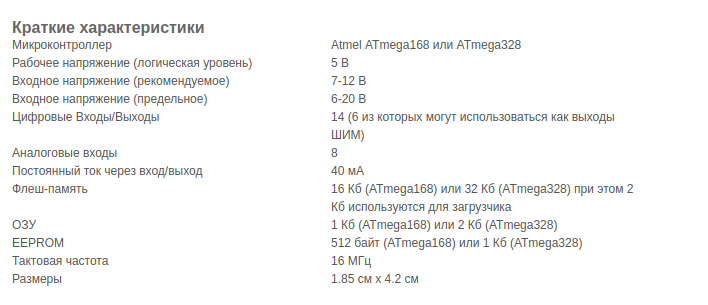 Краткие характеристики
Микроконтроллер Atmel ATmega168 или ATmega328
Рабочее напряжение (логическая уровень) 5 В
Входное напряжение (рекомендуемое) 7-12 В
Входное напряжение (предельное) 6-20 В
Цифровые Входы/Выходы 14 (6 из которых могут использоваться как выходы
ШИМ)
Аналоговые входы 8
Постоянный ток через вход/выход 40 мА
Флеш-память 16 Кб (ATmega168) или 32 Кб (ATmega328) при этом 2
Кб используются для загрузчика
ОЗУ 1 Кб (ATmega168) или 2 Кб (ATmega328)
EEPROM 512 байт (ATmega168) или 1 Кб (ATmega328)
Тактовая частота 16 МГц
Размеры 1.85 см х 4.2 см